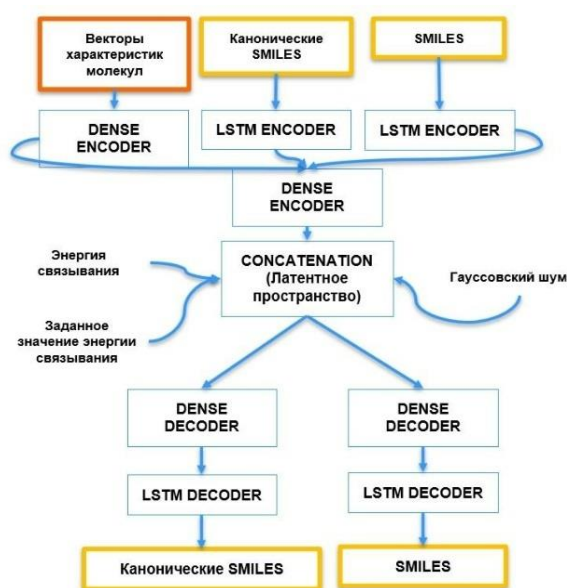 Векторы
характеристик
молекул
Канонические
SMILES
SMILES
DENSE
ENCODER
LSTM ENCODER
LSTM ENCODER
DENSE
ENCODER
Энергия
связывания
CONCATENATION
(Латентное
пространство)
Гауссовский шум
Заданное
значение энергии
связывания
DENSE
DECODER
DENSE
DECODER
LSTM DECODER
LSTM DECODER
Канонические SMILES
SMILES